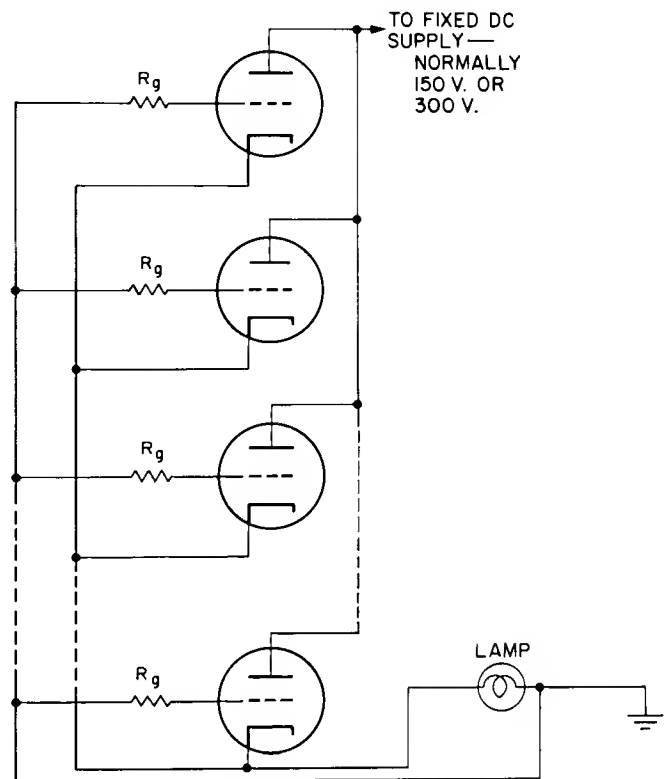 TO FIXED DC
SUPPLY—
NORMALLY
150 V. OR
300 V.
Rg
Rg
Rg
Rg
LAMP